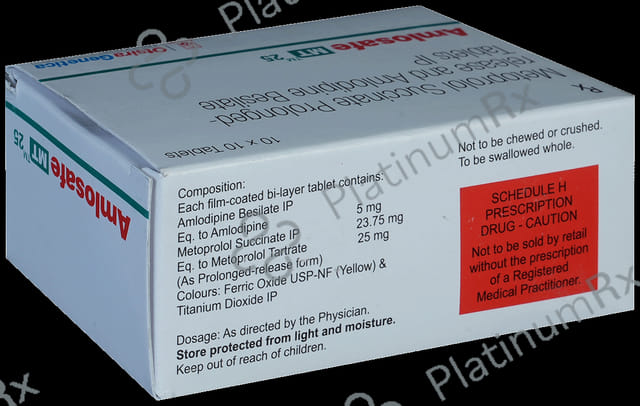 Amlosafe MT™ 25
Ochira Genetica
Rx
Metoprolol Succinate Prolonged-
release and Amlodipine Besilate
Tablets IP
10 x 10 Tablets
Amlosafe MT™ 25
Composition:
Each film-coated bi-layer tablet contains:
Amlodipine Besilate IP
Eq. to Amlodipine 5 mg
Metoprolol Succinate IP 23.75 mg
Eq. to Metoprolol Tartrate 25 mg
(As Prolonged-release form)
Colours: Ferric Oxide USP-NF (Yellow) &
Titanium Dioxide IP
Dosage: As directed by the Physician.
Store protected from light and moisture.
Keep out of reach of children.
Not to be chewed or crushed.
To be swallowed whole.
SCHEDULE H
PRESCRIPTION
DRUG - CAUTION
Not to be sold by retail
without the prescription
of a Registered
Medical Practitioner.
PlatinumRx
PlatinumRx
PlatinumRx
Rx